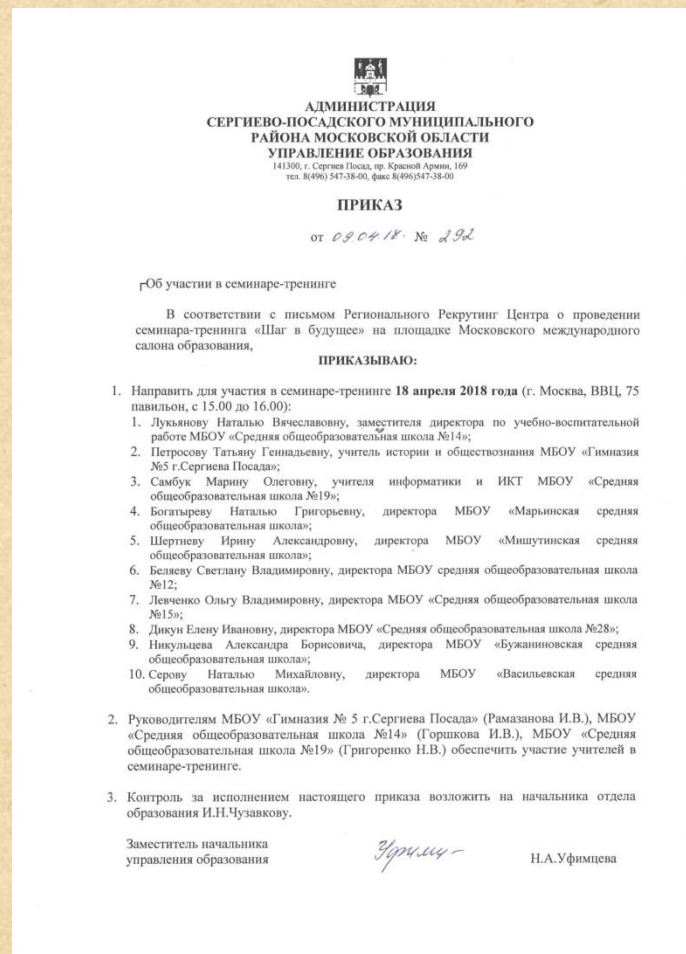 АДМИНИСТРАЦИЯ
СЕРГИЕВО-ПОСАДСКОГО МУНИЦИПАЛЬНОГО
РАЙОНА МОСКОВСКОЙ ОБЛАСТИ
УПРАВЛЕНИЕ ОБРАЗОВАНИЯ
141300, г. Сергиев Посад, пр. Красной Армии, 169
тел. 8(496) 547-38-00, факс 8(496)547-38-00
ПРИКАЗ
от 09.04.18. № 292
Об участии в семинаре-тренинге
В соответствии с письмом Регионального Рекрутинг Центра о проведении
семинара-тренинга «Шаг в будущее» на площадке Московского международного
салона образования,
ПРИКАЗЫВАЮ:
1. Направить для участия в семинаре-тренинге 18 апреля 2018 года (г. Москва, ВВЦ, 75
павильон, с 15.00 до 16.00):
1. Лукьянову Наталью Вячеславовну, заместителя директора по учебно-воспитательной
работе МБОУ «Средняя общеобразовательная школа №14»;
2. Петросову Татьяну Геннадьевну, учитель истории и обществознания МБОУ «Гимназия
№5 г.Сергиева Посада»;
3. Самбук Марину Олеговну, учителя информатики и ИКТ МБОУ «Средняя
общеобразовательная школа №19»;
4. Богатыреву Наталью Григорьевну, директора МБОУ «Марьинская средняя
общеобразовательная школа»;
5. Шертневу Ирину Александровну, директора МБОУ «Мишутинская средняя
общеобразовательная школа»;
6. Беляеву Светлану Владимировну, директора МБОУ средняя общеобразовательная школа
№12;
7. Левченко Ольгу Владимировну, директора МБОУ «Средняя общеобразовательная школа
№15»;
8. Дикун Елену Ивановну, директора МБОУ «Средняя общеобразовательная школа №28»;
9. Никульцева Александра Борисовича, директора МБОУ «Бужаниновская средняя
общеобразовательная школа»;
10. Серову Наталью Михайловну, директора МБОУ «Васильевская средняя
общеобразовательная школа».
2. Руководителям МБОУ «Гимназия № 5 г.Сергиева Посада» (Рамазанова И.В.), МБОУ
«Средняя общеобразовательная школа №14» (Горшкова И.В.), МБОУ «Средняя
общеобразовательная школа №19» (Григоренко Н.В.) обеспечить участие учителей в
семинаре-тренинге.
3. Контроль за исполнением настоящего приказа возложить на начальника отдела
образования И.Н.Чузавкову.
Заместитель начальника
управления образования Н.А.Уфимцева